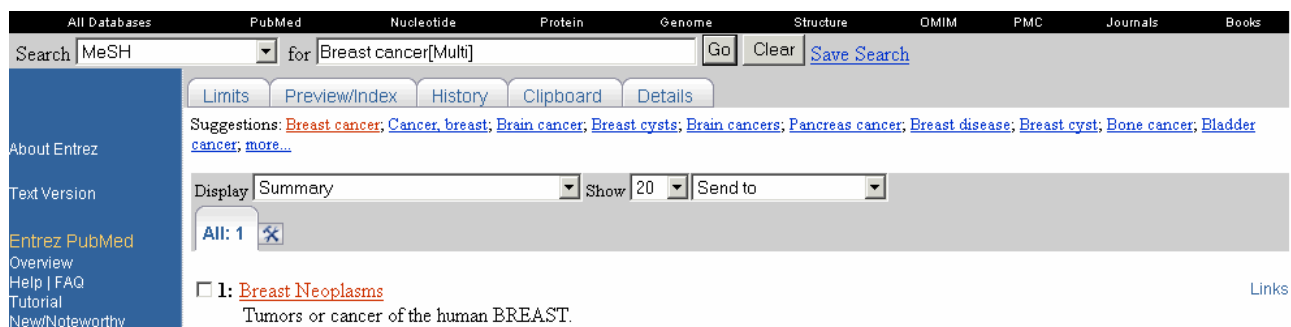 All Databases PubMed Nucleotide Protein Genome Structure OMIM PMC Journals Books
Search MeSH for Breast cancer[Multi] Go Clear Save Search
Limits Preview/Index History Clipboard Details
Suggestions: Breast cancer; Cancer, breast; Brain cancer; Breast cysts; Brain cancers; Pancreas cancer; Breast disease; Breast cyst; Bone cancer; Bladder
cancer; more...
About Entrez
Text Version
Display Summary Show 20 Send to
All: 1
Entrez PubMed
Overview
Help | FAQ
Tutorial
New/Noteworthy
1: Breast Neoplasms Links
Tumors or cancer of the human BREAST.